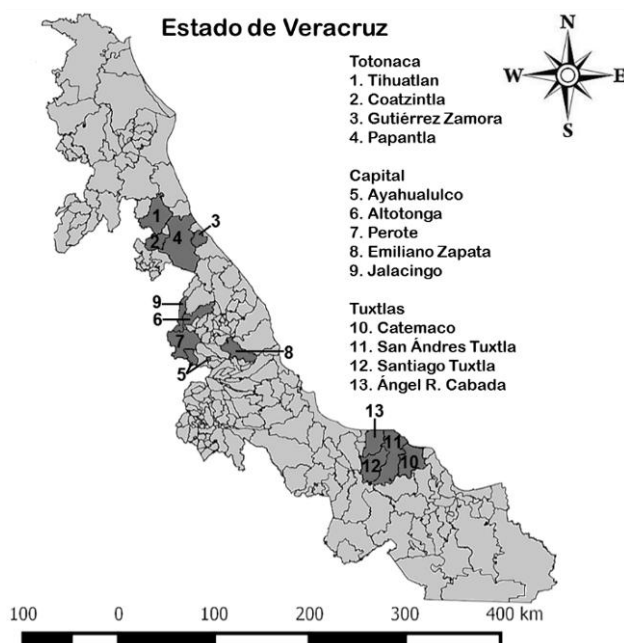 Estado de Veracruz
N
W E
S
Totonaca
1. Tihuatlan
2. Coatzintla
3. Gutiérrez Zamora
4. Papantla
Capital
5. Ayahualulco
6. Altotonga
7. Perote
8. Emiliano Zapata
9. Jalacingo
Tuxtlas
10. Catemaco
11. San Ándres Tuxtla
12. Santiago Tuxtla
13. Ángel R. Cabada
1
2
4
3
9
6
7
5
8
13
11
12
10
100 0 100 200 300 400 km